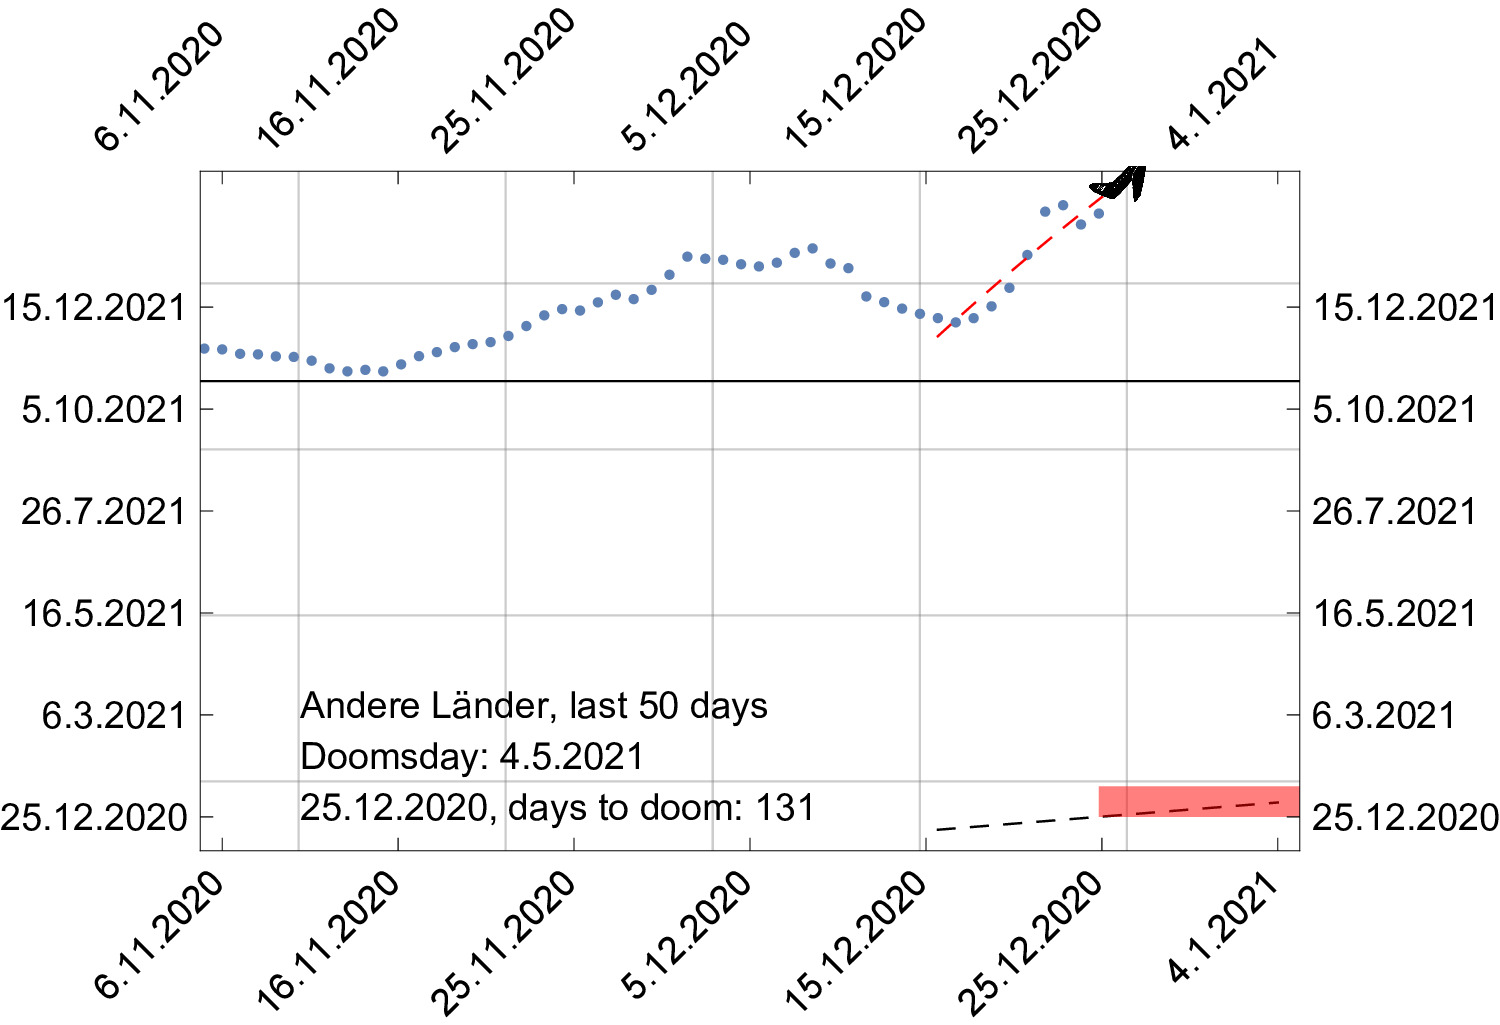 6.11.2020 16.11.2020 25.11.2020 5.12.2020 15.12.2020 25.12.2020 4.1.2021
15.12.2021 15.12.2021
5.10.2021 5.10.2021
26.7.2021 26.7.2021
16.5.2021 16.5.2021
6.3.2021 6.3.2021
Andere Länder, last 50 days
Doomsday: 4.5.2021
25.12.2020, days to doom: 131
25.12.2020 25.12.2020
6.11.2020 16.11.2020 25.11.2020 5.12.2020 15.12.2020 25.12.2020 4.1.2021